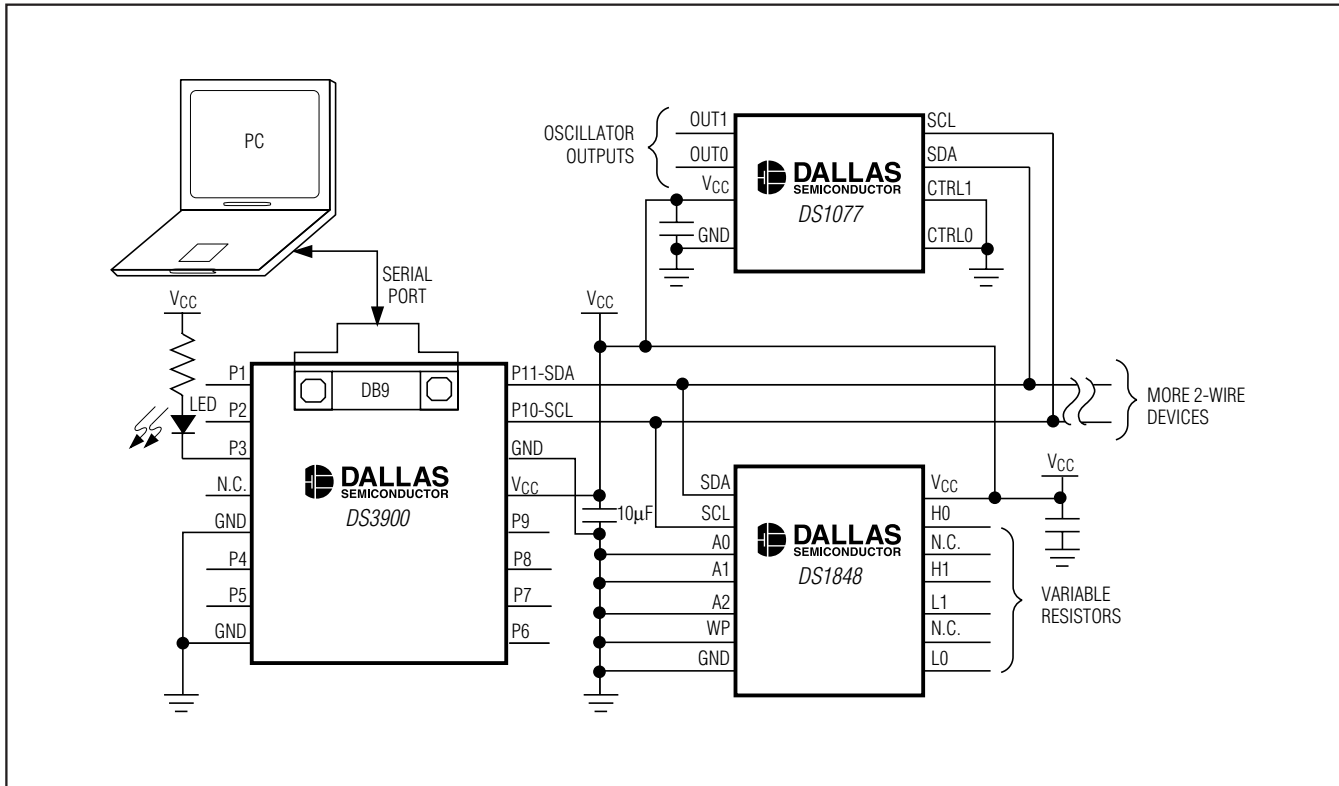 PC
SERIAL
PORT
VCC
LED
P1
P2
P3
N.C.
GND
P4
P5
GND
DB9
DALLAS
SEMICONDUCTOR
DS3900
P11-SDA
P10-SCL
GND
VCC
P9
P8
P7
P6
VCC
10µF
OSCILLATOR
OUTPUTS
OUT1
OUT0
VCC
GND
DALLAS
SEMICONDUCTOR
DS1077
SCL
SDA
CTRL1
CTRL0
MORE 2-WIRE
DEVICES
SDA
SCL
A0
A1
A2
WP
GND
DALLAS
SEMICONDUCTOR
DS1848
VCC
H0
N.C.
H1
L1
N.C.
L0
VCC
VARIABLE
RESISTORS